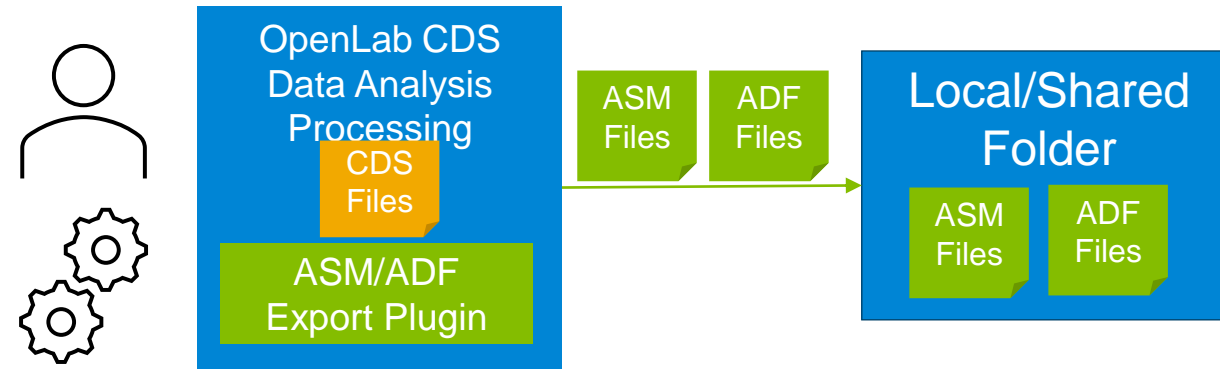 OpenLab CDS
Data Analysis
Processing
CDS
Files
ASM/ADF
Export Plugin
ASM
Files
ADF
Files
Local/Shared
Folder
ASM
Files
ADF
Files